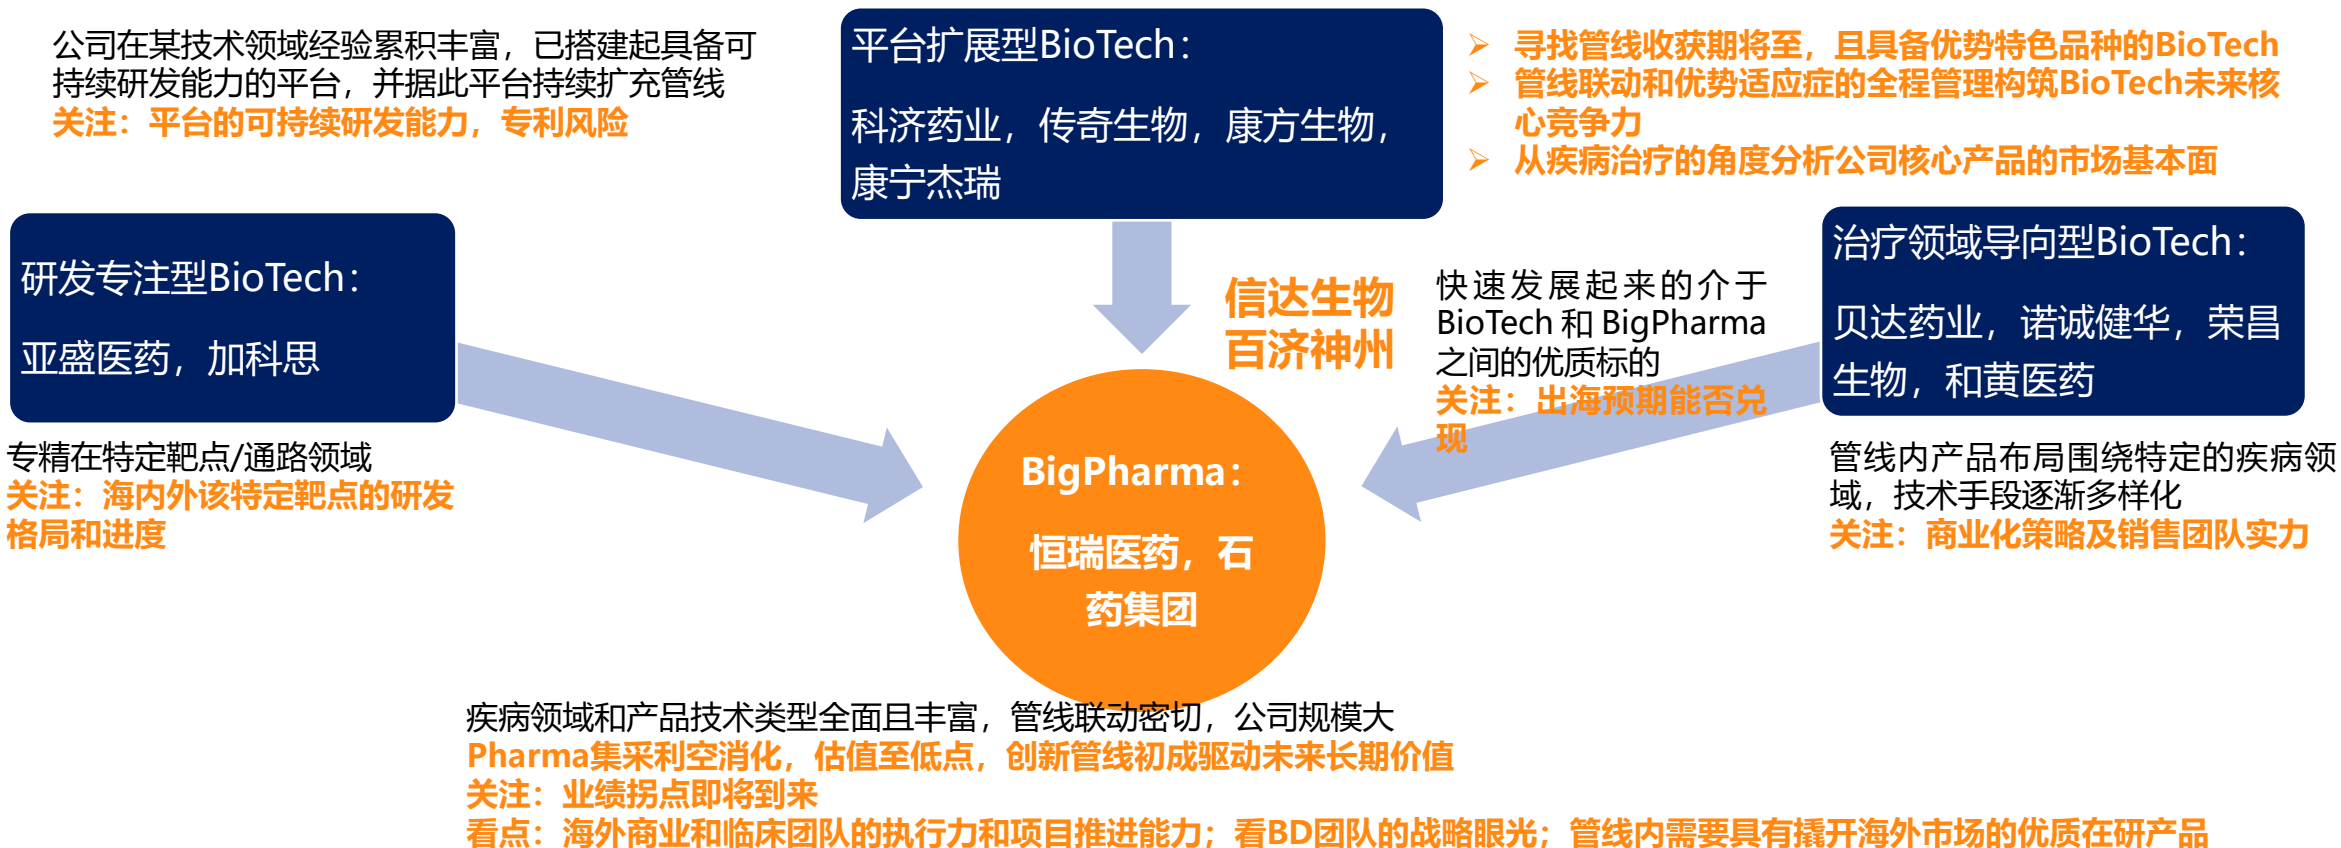 公司在某技术领域经验累积丰富，已搭建起具备可
持续研发能力的平台，并据此平台持续扩充管线
关注：平台的可持续研发能力，专利风险
平台扩展型BioTech：
科济药业，传奇生物，康方生物，
康宁杰瑞
➢ 寻找管线收获期将至，且具备优势特色品种的BioTech
➢ 管线联动和优势适应症的全程管理构筑BioTech未来核
心竞争力
➢ 从疾病治疗的角度分析公司核心产品的市场基本面
研发专注型BioTech：
亚盛医药，加科思
专精在特定靶点/通路领域
关注：海内外该特定靶点的研发
格局和进度
信达生物
百济神州
快速发展起来的介于
BioTech和BigPharma
之间的优质标的
关注：出海预期能否兑
现
治疗领域导向型BioTech：
贝达药业，诺诚健华，荣昌
生物，和黄医药
管线内产品布局围绕特定的疾病领
域，技术手段逐渐多样化
关注：商业化策略及销售团队实力
BigPharma：
恒瑞医药，石
药集团
疾病领域和产品技术类型全面且丰富，管线联动密切，公司规模大
Pharma集采利空消化，估值至低点，创新管线初成驱动未来长期价值
关注：业绩拐点即将到来
看点：海外商业和临床团队的执行力和项目推进能力；看BD团队的战略眼光；管线内需要具有撬开海外市场的优质在研产品